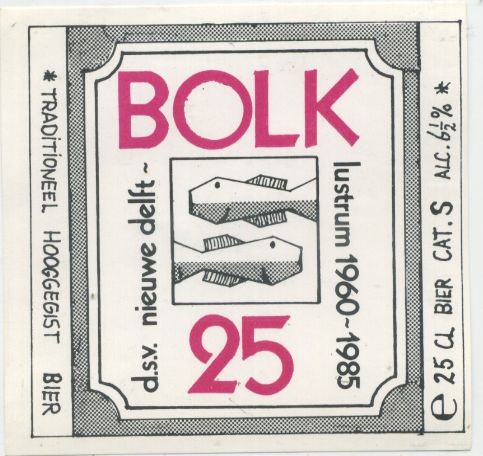 BOLK
d.s.v. nieuwe delft ~
lustrum 1960~1985
25
* TRADITIONEEL HOOGGEGIST BIER
e 25 CL BIER CAT. S ALC. 6½% *